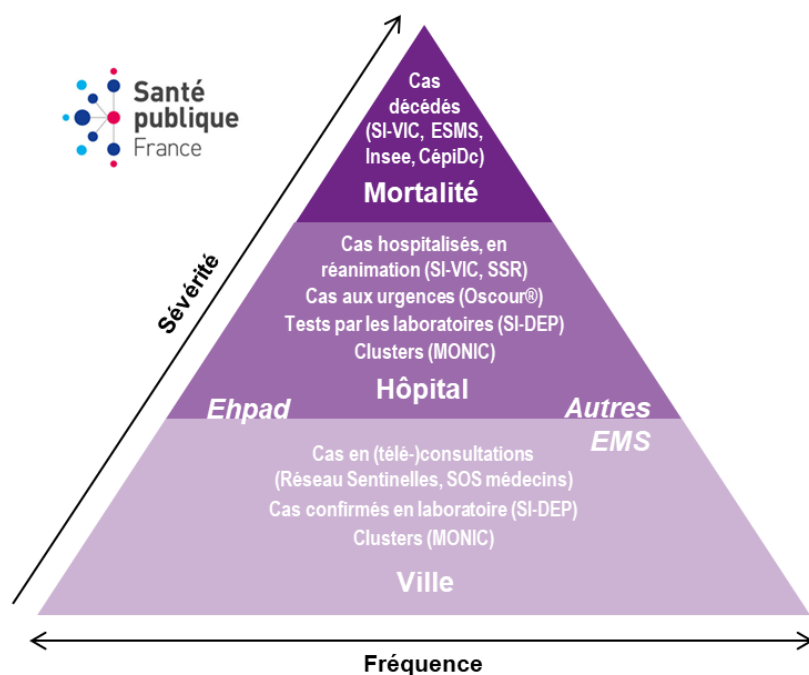 Santé
publique
France
Cas
décédés
(SI-VIC, ESMS,
Insee, CépiDc)
Mortalité
Sévérité
Cas hospitalisés, en
réanimation (SI-VIC, SSR)
Cas aux urgences (Oscour®)
Tests par les laboratoires (SI-DEP)
Clusters (MONIC)
Hôpital
Ehpad
Autres
EMS
Cas en (télé-)consultations
(Réseau Sentinelles, SOS médecins)
Cas confirmés en laboratoire (SI-DEP)
Clusters (MONIC)
Ville
Fréquence